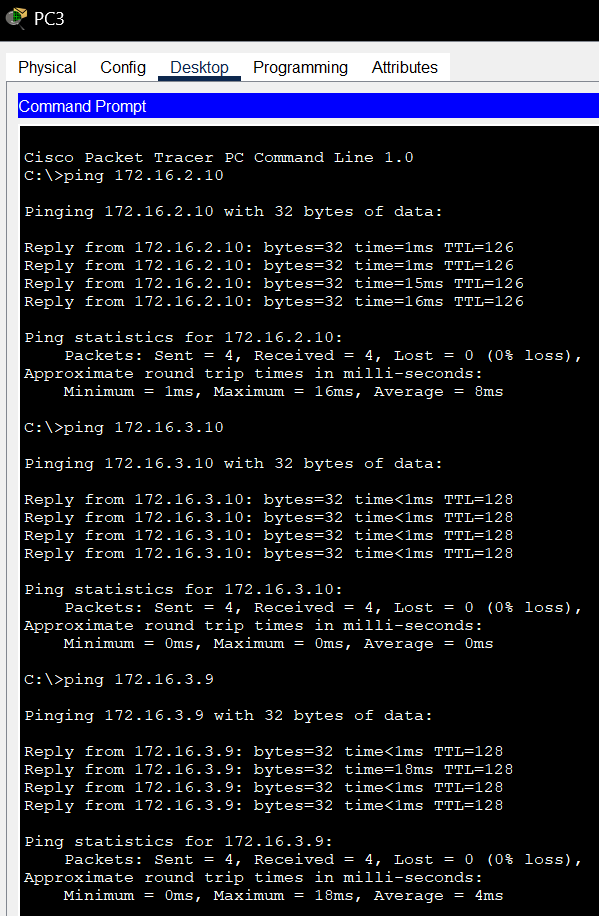 PC3
Physical Config Desktop Programming Attributes
Command Prompt
Cisco Packet Tracer PC Command Line 1.0
C:\>ping 172.16.2.10
Pinging 172.16.2.10 with 32 bytes of data:
Reply from 172.16.2.10: bytes=32 time=1ms TTL=126
Reply from 172.16.2.10: bytes=32 time=1ms TTL=126
Reply from 172.16.2.10: bytes=32 time=15ms TTL=126
Reply from 172.16.2.10: bytes=32 time=16ms TTL=126
Ping statistics for 172.16.2.10:
Packets: Sent = 4, Received = 4, Lost = 0 (0% loss),
Approximate round trip times in milli-seconds:
Minimum = 1ms, Maximum = 16ms, Average = 8ms
C:\>ping 172.16.3.10
Pinging 172.16.3.10 with 32 bytes of data:
Reply from 172.16.3.10: bytes=32 time<1ms TTL=128
Reply from 172.16.3.10: bytes=32 time<1ms TTL=128
Reply from 172.16.3.10: bytes=32 time<1ms TTL=128
Reply from 172.16.3.10: bytes=32 time<1ms TTL=128
Ping statistics for 172.16.3.10:
Packets: Sent = 4, Received = 4, Lost = 0 (0% loss),
Approximate round trip times in milli-seconds:
Minimum = 0ms, Maximum = 0ms, Average = 0ms
C:\>ping 172.16.3.9
Pinging 172.16.3.9 with 32 bytes of data:
Reply from 172.16.3.9: bytes=32 time<1ms TTL=128
Reply from 172.16.3.9: bytes=32 time=18ms TTL=128
Reply from 172.16.3.9: bytes=32 time<1ms TTL=128
Reply from 172.16.3.9: bytes=32 time<1ms TTL=128
Ping statistics for 172.16.3.9:
Packets: Sent = 4, Received = 4, Lost = 0 (0% loss),
Approximate round trip times in milli-seconds:
Minimum = 0ms, Maximum = 18ms, Average = 4ms